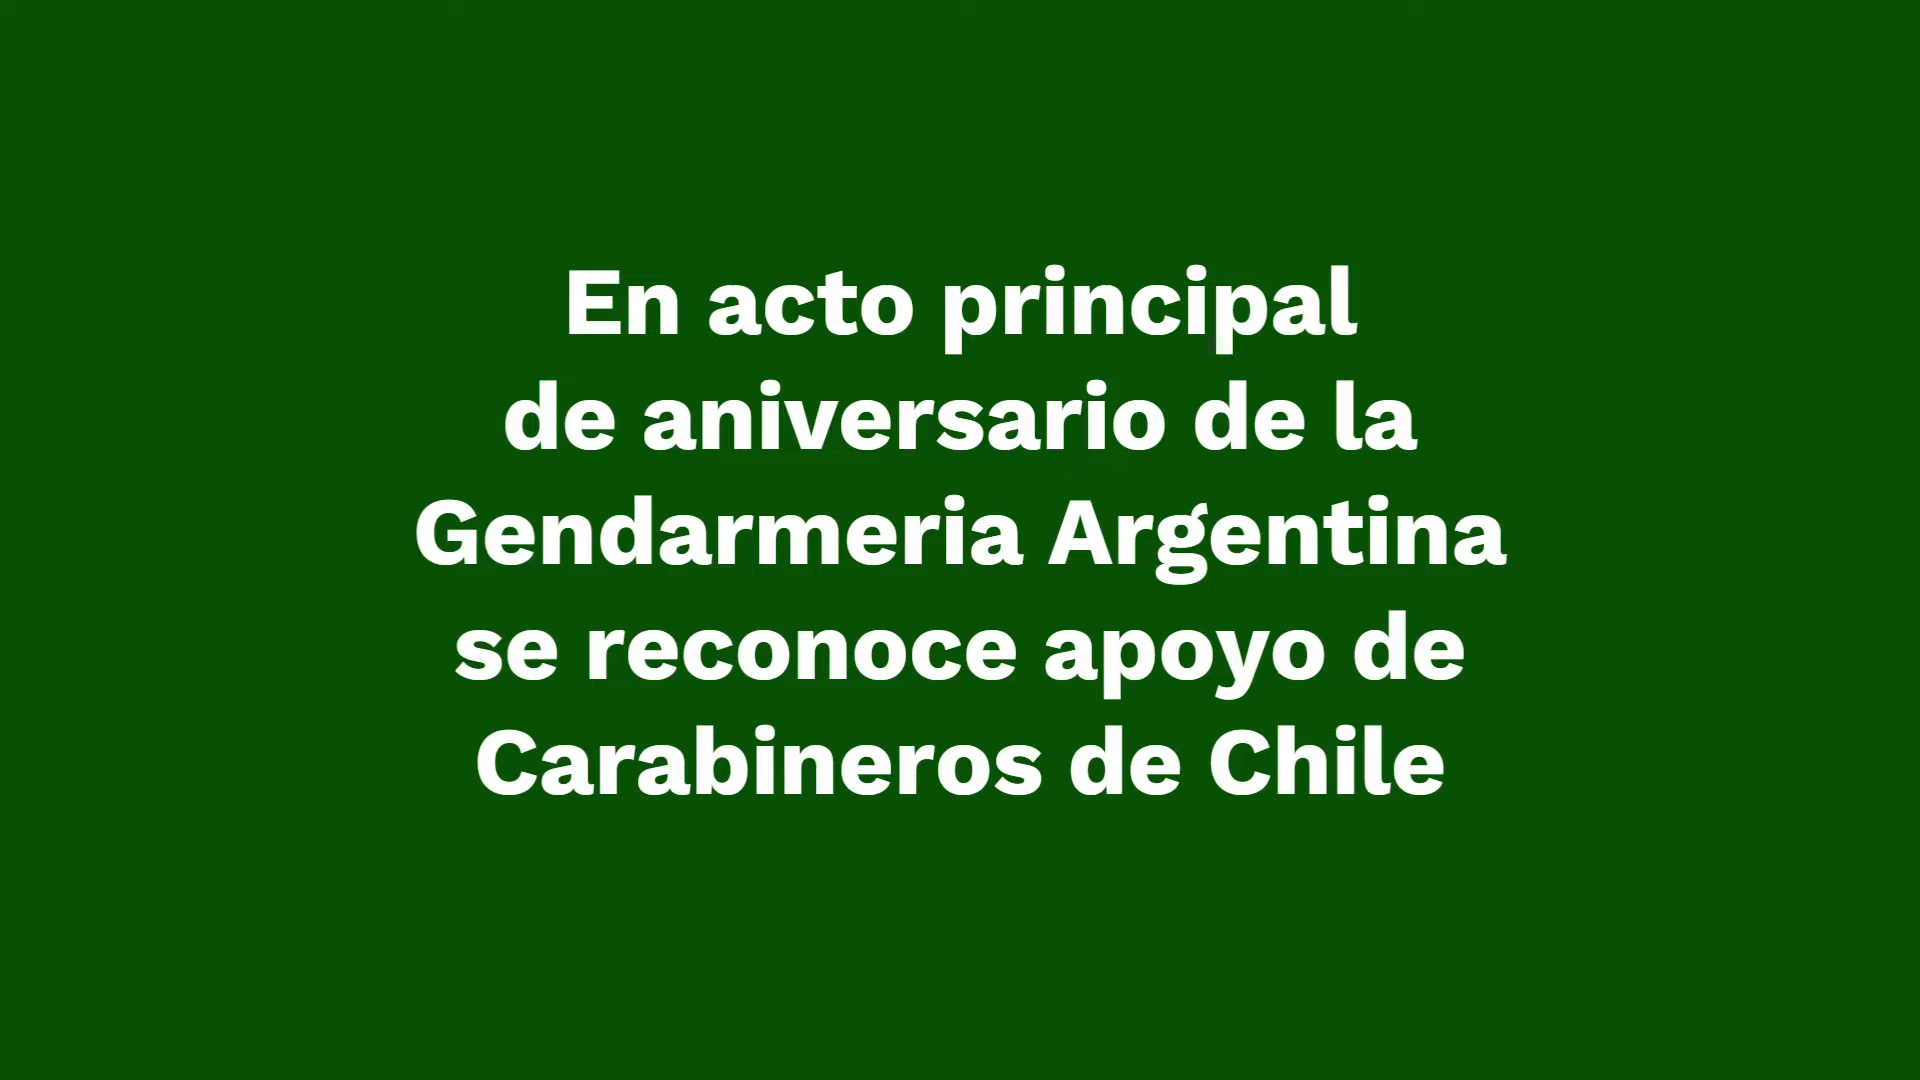 En acto principal
de aniversario de la
Gendarmeria Argentina
se reconoce apoyo de
Carabineros de Chile